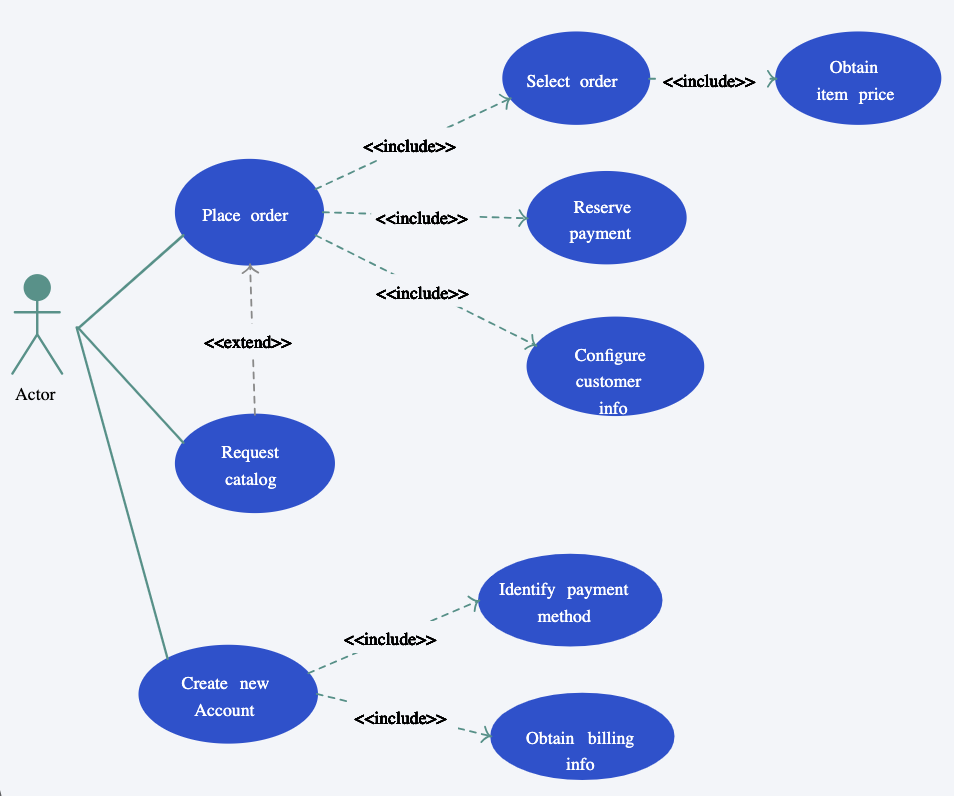 Select order
<<include>>
Obtain
item price
<<include>>
Place order
<<include>>
Reserve
payment
<<include>>
Configure
customer
info
<<extend>>
Actor
Request
catalog
Identify payment
method
<<include>>
Create new
Account
<<include>>
Obtain billing
info